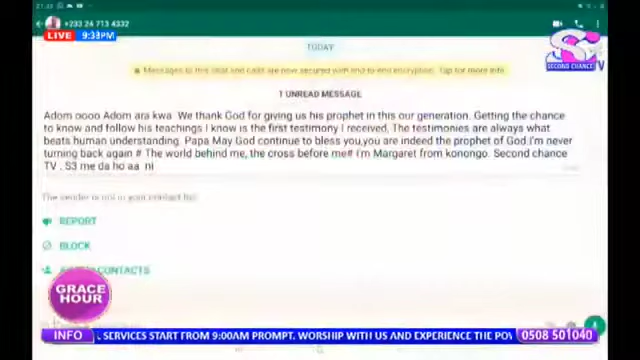 21:33
+233 24 713 4332
LIVE 9:33PM
SECOND CHANCE TV
TODAY
Messages to this chat and calls are now secured with end-to-end encryption. Tap for more info.
1 UNREAD MESSAGE
Adom oooo Adom ara kwa We thank God for giving us his prophet in this our generation. Getting the chance
to know and follow his teachings I know is the first testimony I received. The testimonies are always what
beats human understanding. Papa May God continue to bless you,you are indeed the prophet of God.I'm never
turning back again # The world behind me, the cross before me# I'm Margaret from konongo. Second chance
TV . S3 me da ho aa ni
The sender is not in your contact list
REPORT
BLOCK
CONTACTS
GRACE
HOUR
INFO
. SERVICES START FROM 9:00AM PROMPT. WORSHIP WITH US AND EXPERIENCE THE POW
0508 501040